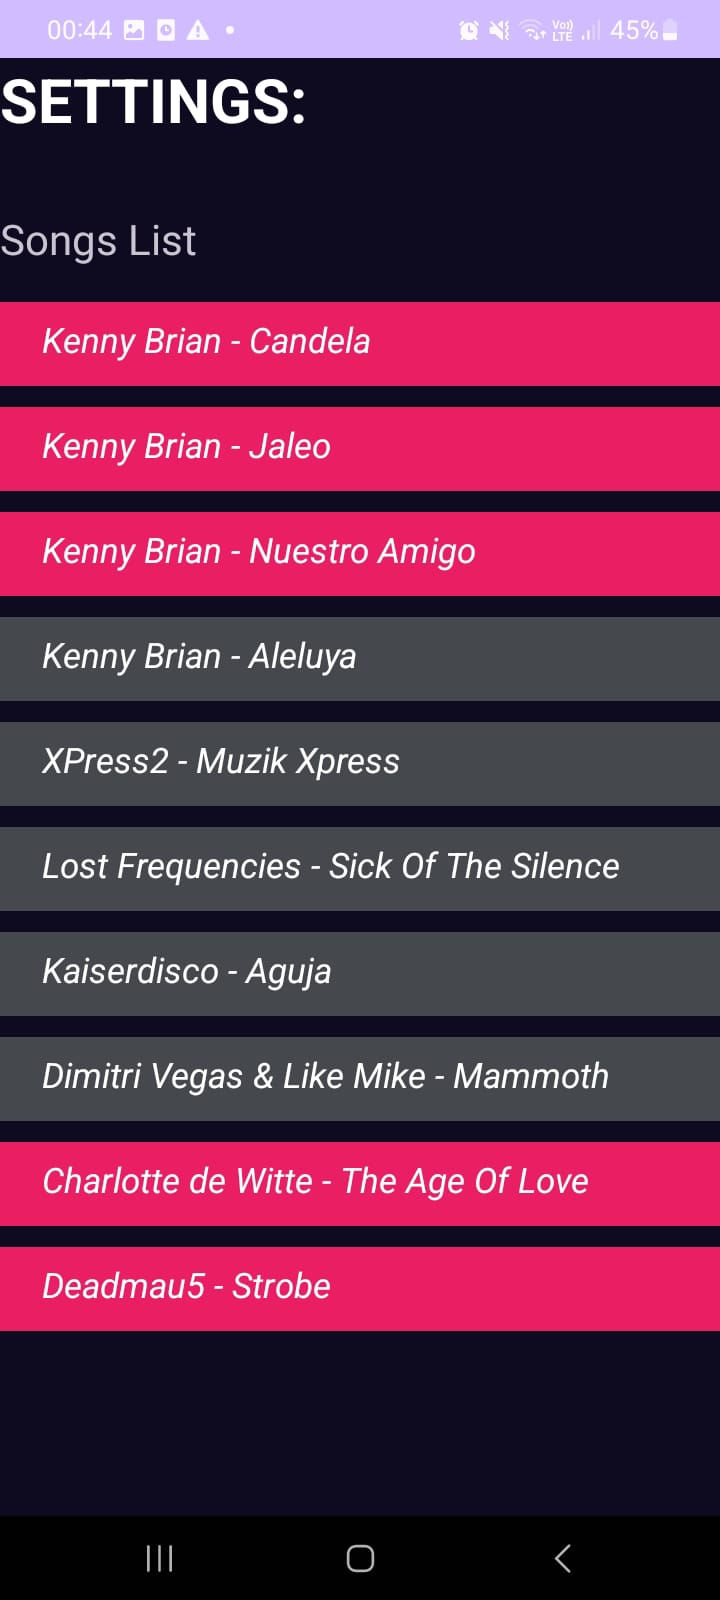 00:44 Vo)) LTE 45%
SETTINGS:
Songs List
Kenny Brian - Candela
Kenny Brian - Jaleo
Kenny Brian - Nuestro Amigo
Kenny Brian - Aleluya
XPress2 - Muzik Xpress
Lost Frequencies - Sick Of The Silence
Kaiserdisco - Aguja
Dimitri Vegas & Like Mike - Mammoth
Charlotte de Witte - The Age Of Love
Deadmau5 - Strobe